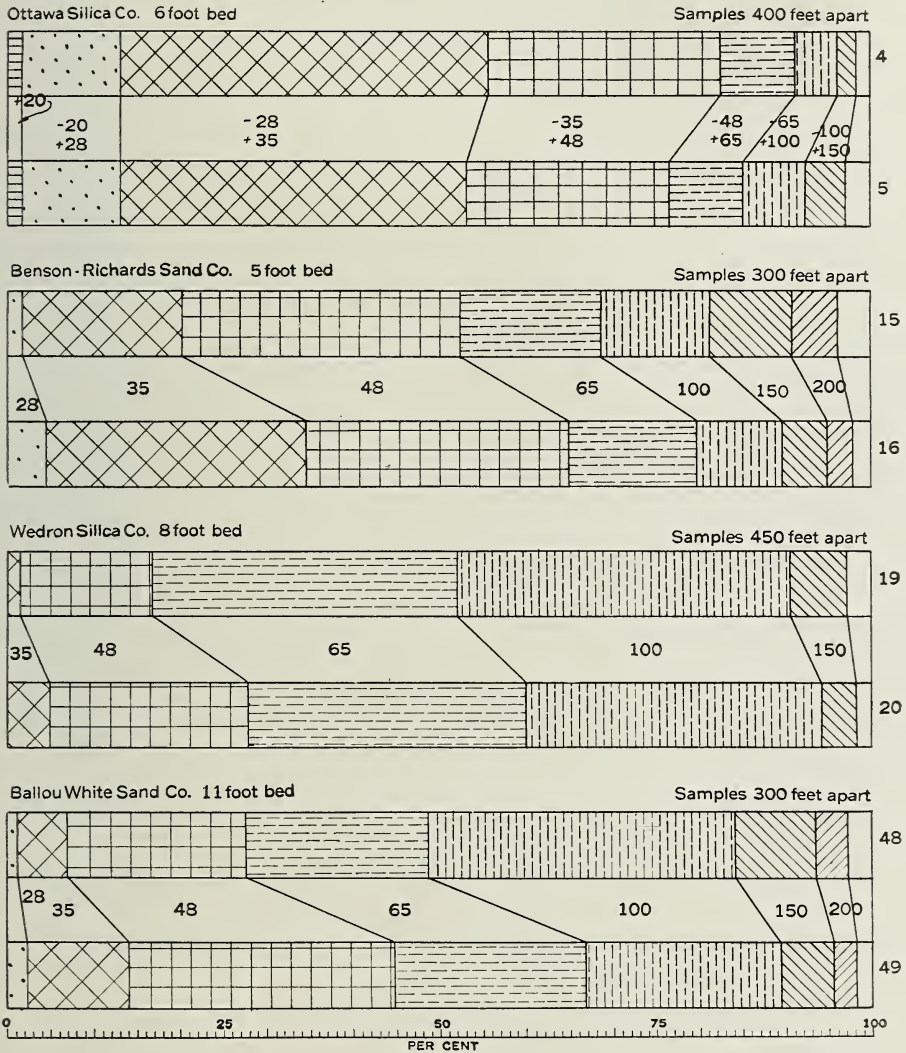 Ottawa Silica Co. 6 foot bed Samples 400 feet apart
4
+20
-20 -28 -35 -48 -65 -100
+28 +35 +48 +65 +100 +150
5
Benson-Richards Sand Co. 5 foot bed Samples 300 feet apart
15
28 35 48 65 100 150 200
16
Wedron Silica Co. 8 foot bed Samples 450 feet apart
19
35 48 65 100 150
20
Ballou White Sand Co. 11 foot bed Samples 300 feet apart
48
28 35 48 65 100 150 200
49
0 25 50 75 100
PER CENT